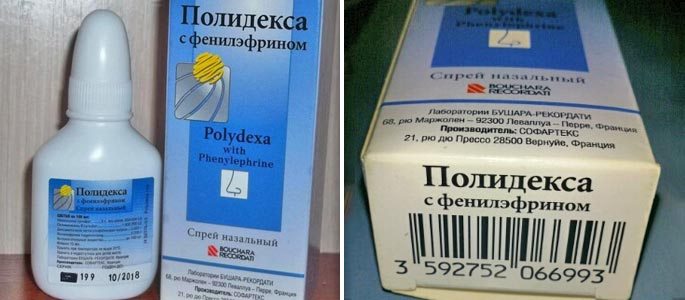 Полидекса
с фенилэфрином
Спрей назальный
199 10/2018
Полидекса
с фенилэфрином
Polydexa
with
Phenylephrine
Спрей назальный
BOUCHARA
RECORDATI
Лаборатории БУШАРА-РЕКОРДАТИ
68, рю Маржолен – 92300 Леваллуа – Перре, Франция
Производитель: СОФАРТЕКС
21, рю дю Прессо 28500 Вернуйе, Франция
Polydexa
with
Phenylephrine
Спрей назальный
BOUCHARA
RECORDATI
Лаборатории БУШАРА-РЕКОРДАТИ
68, рю Маржолен – 92300 Леваллуа – Перре, Франция
Производитель: СОФАРТЕКС
21, рю дю Прессо 28500 Вернуйе, Франция
Полидекса
с фенилэфрином
3 592752 066993